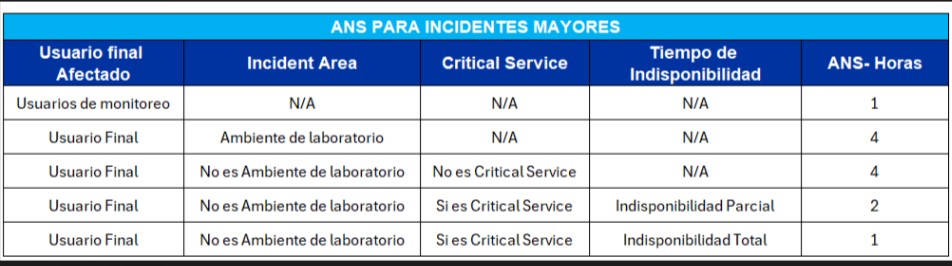 ANS PARA INCIDENTES MAYORES
Usuario final Afectado Incident Area Critical Service Tiempo de Indisponibilidad ANS- Horas
Usuarios de monitoreo N/A N/A N/A 1
Usuario Final Ambiente de laboratorio N/A N/A 4
Usuario Final No es Ambiente de laboratorio No es Critical Service N/A 4
Usuario Final No es Ambiente de laboratorio Si es Critical Service Indisponibilidad Parcial 2
Usuario Final No es Ambiente de laboratorio Si es Critical Service Indisponibilidad Total 1